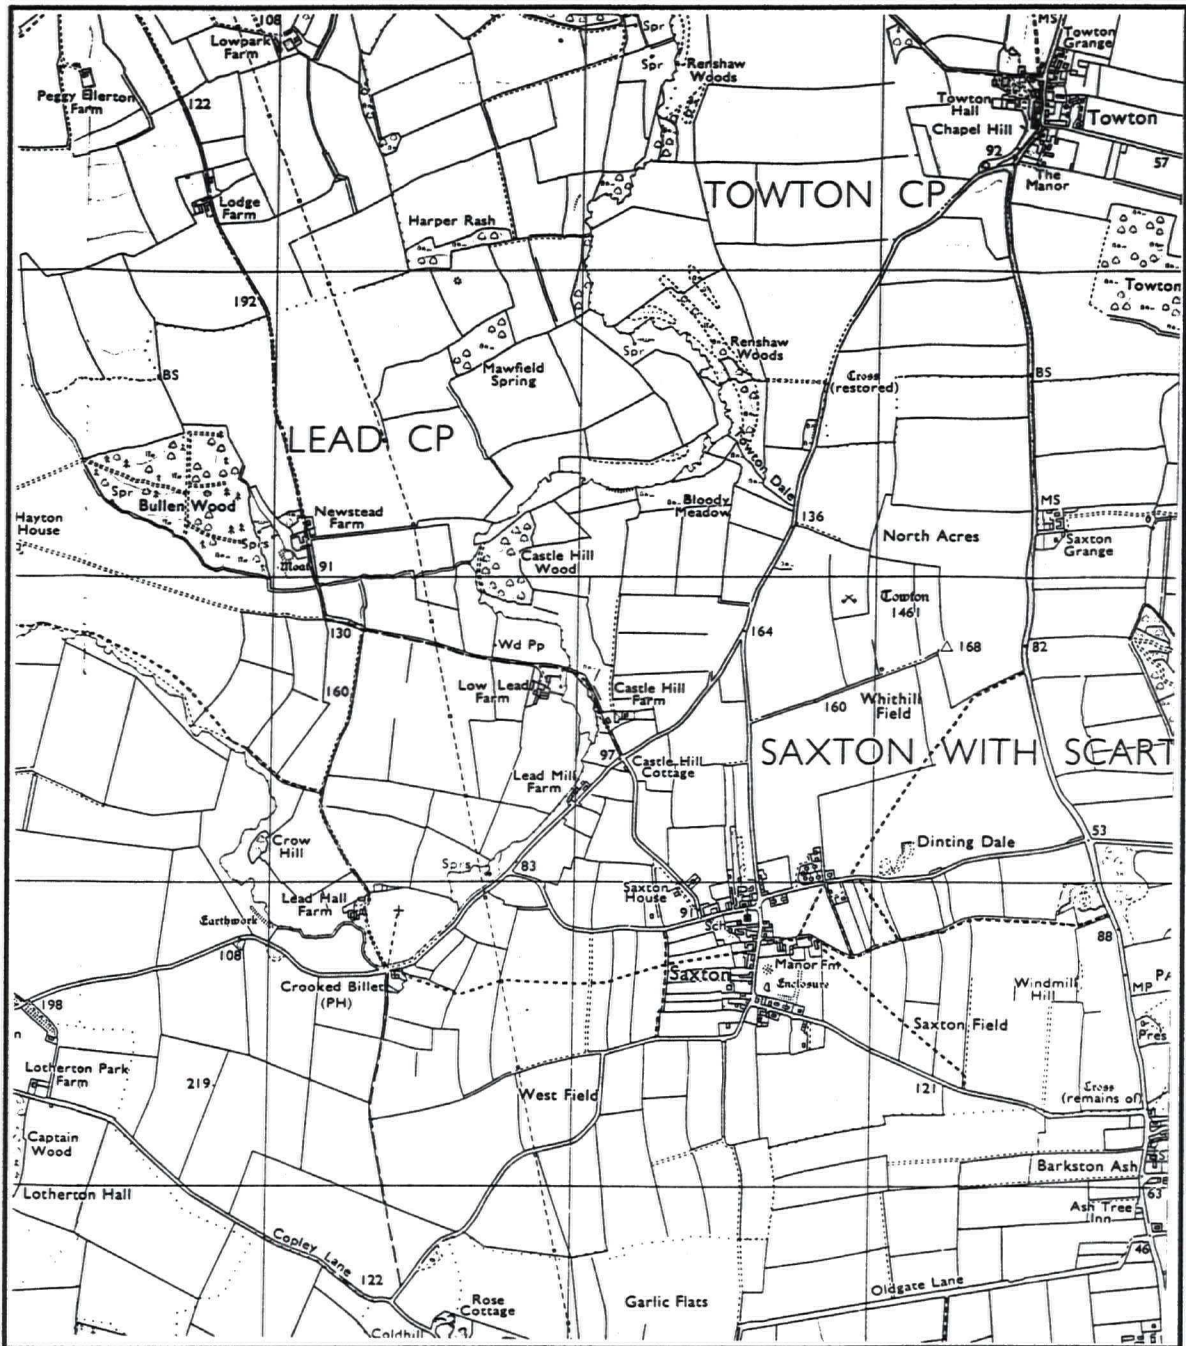 108
Lowpark
Farm
Spr
Spr
Renshaw
Woods
MS
Towton
Grange
Peggy Ellerton
Farm
122
Towton
Hall
Chapel Hill
Towton
92
57
The
Manor
Lodge
Farm
TOWTON CP
Harper Rash
192
Towton
Mawfield
Spring
Spr
Renshaw
Woods
Cross
(restored)
BS
BS
LEAD CP
Towton Dale
Spr
Bullen Wood
Hayton
House
Newstead
Farm
Bloody
Meadow
136
MS
North Acres
Saxton
Grange
Sprs
Moat
91
Castle Hill
Wood
Towton
1461
130
164
168
82
Wd Pp
Low Lead
Farm
Castle Hill
Farm
160
160
Whithill
Field
SAXTON WITH SCART
97
Castle Hill
Cottage
Lead Mill
Farm
53
Crow
Hill
Dinting Dale
Sprs
83
Lead Hall
Farm
Saxton
House
91
Sch
Earthwork
108
88
Saxton
Manor Fm
Enclosure
Crooked Billet
(PH)
Windmill
Hill
PA
MP
198
n
Saxton Field
Pres
Lotherton Park
Farm
219
West Field
121
Cross
(remains of)
Captain
Wood
Barkston Ash
Lotherton Hall
63
Ash Tree
Inn
Copley Lane
46
122
Oldgate Lane
Rose
Cottage
Garlic Flats
Coldhill